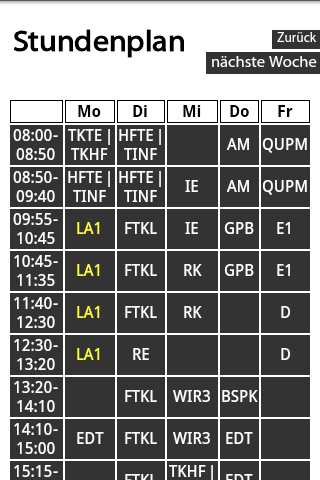 Stundenplan
Zurück
nächste Woche
Mo Di Mi Do Fr
08:00- TKTE | HFTE | AM QUPM
08:50 TKHF TINF
08:50- HFTE | HFTE | IE AM QUPM
09:40 TINF TINF
09:55- LA1 FTKL IE GPB E1
10:45
10:45- LA1 FTKL RK GPB E1
11:35
11:40- LA1 FTKL RK D
12:30
12:30- LA1 RE D
13:20
13:20- FTKL WIR3 BSPK
14:10
14:10- EDT FTKL WIR3 EDT
15:00
15:15- FTKL TKHF | EDT